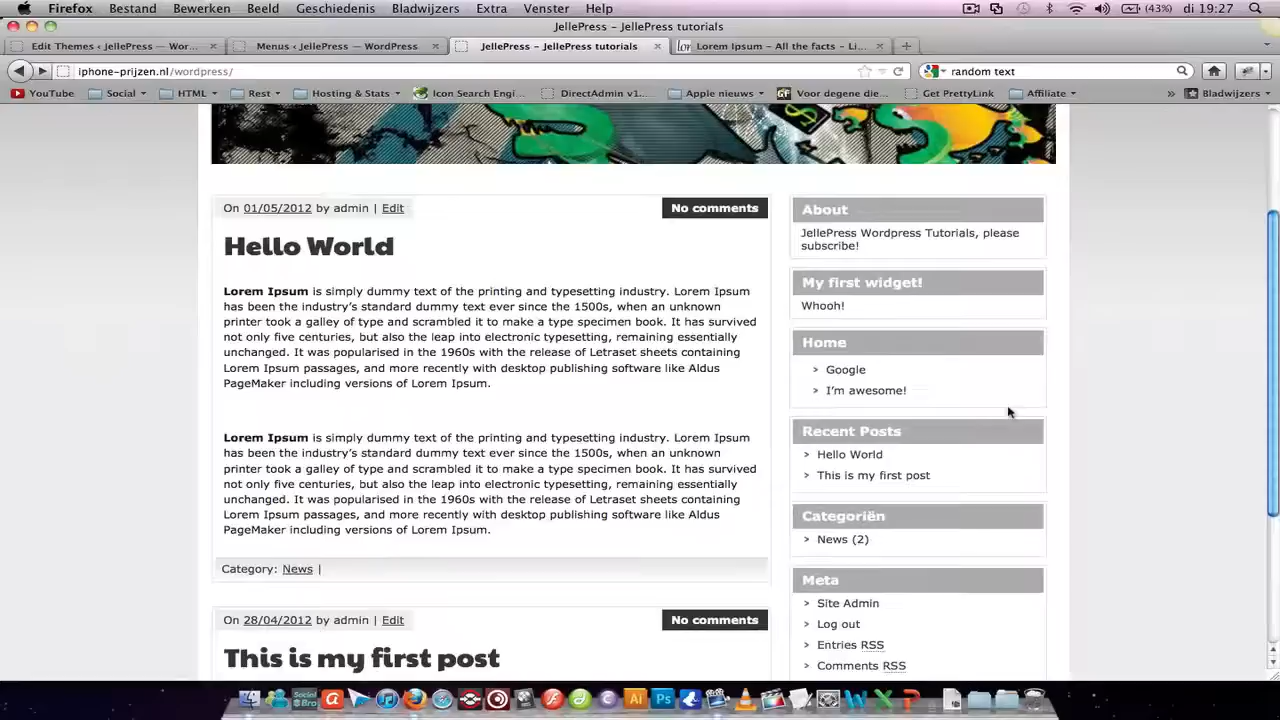 Firefox Bestand Bewerken Beeld Geschiedenis Bladwijzers Extra Venster Help (43%) di 19:27
JellePress – JellePress tutorials
Edit Themes ‹ JellePress — Wor... Menus ‹ JellePress — WordPress JellePress – JellePress tutorials Lorem Ipsum – All the facts – Li...
iphone-prijzen.nl/wordpress/ random text
YouTube Social HTML Rest Hosting & Stats Icon Search Engi... DirectAdmin v1... Apple nieuws Voor degene die... Get PrettyLink Affiliate » Bladwijzers
On 01/05/2012 by admin | Edit
No comments
Hello World
Lorem Ipsum is simply dummy text of the printing and typesetting industry. Lorem Ipsum
has been the industry’s standard dummy text ever since the 1500s, when an unknown
printer took a galley of type and scrambled it to make a type specimen book. It has survived
not only five centuries, but also the leap into electronic typesetting, remaining essentially
unchanged. It was popularised in the 1960s with the release of Letraset sheets containing
Lorem Ipsum passages, and more recently with desktop publishing software like Aldus
PageMaker including versions of Lorem Ipsum.
Lorem Ipsum is simply dummy text of the printing and typesetting industry. Lorem Ipsum
has been the industry’s standard dummy text ever since the 1500s, when an unknown
printer took a galley of type and scrambled it to make a type specimen book. It has survived
not only five centuries, but also the leap into electronic typesetting, remaining essentially
unchanged. It was popularised in the 1960s with the release of Letraset sheets containing
Lorem Ipsum passages, and more recently with desktop publishing software like Aldus
PageMaker including versions of Lorem Ipsum.
Category: News |
On 28/04/2012 by admin | Edit
No comments
This is my first post
About
JellePress Wordpress Tutorials, please
subscribe!
My first widget!
Whooh!
Home
> Google
> I’m awesome!
Recent Posts
> Hello World
> This is my first post
Categoriën
> News (2)
Meta
> Site Admin
> Log out
> Entries RSS
> Comments RSS